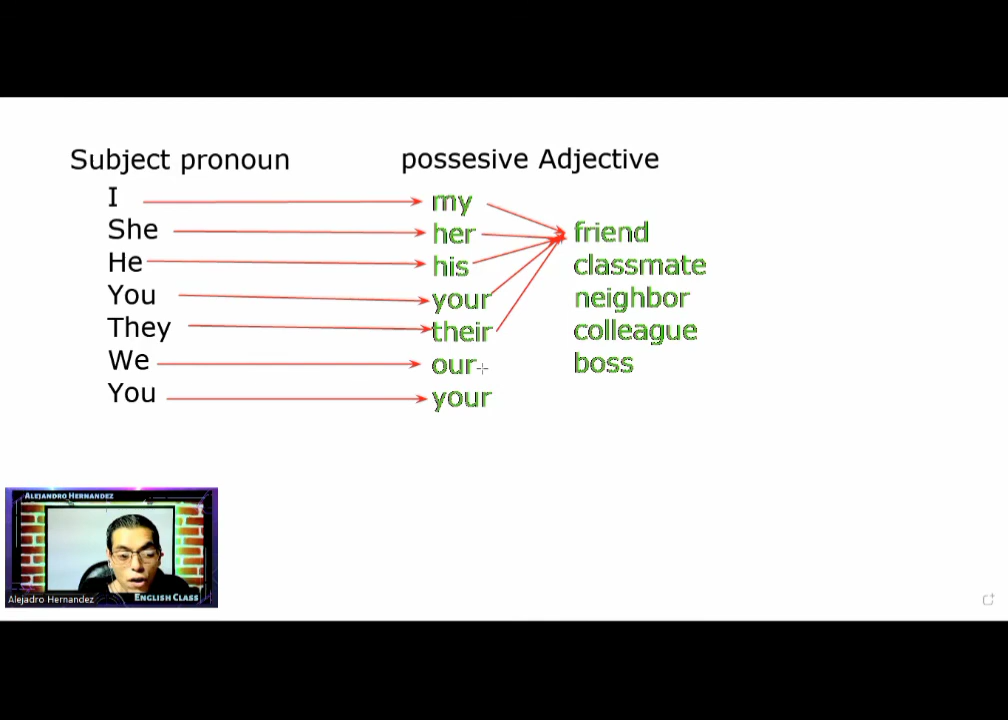 Subject pronoun possesive Adjective
I my
She her friend
He his classmate
You your neighbor
They their colleague
We our boss
You your
ALEJANDRO HERNANDEZ
Alejadro Hernandez ENGLISH CLASS